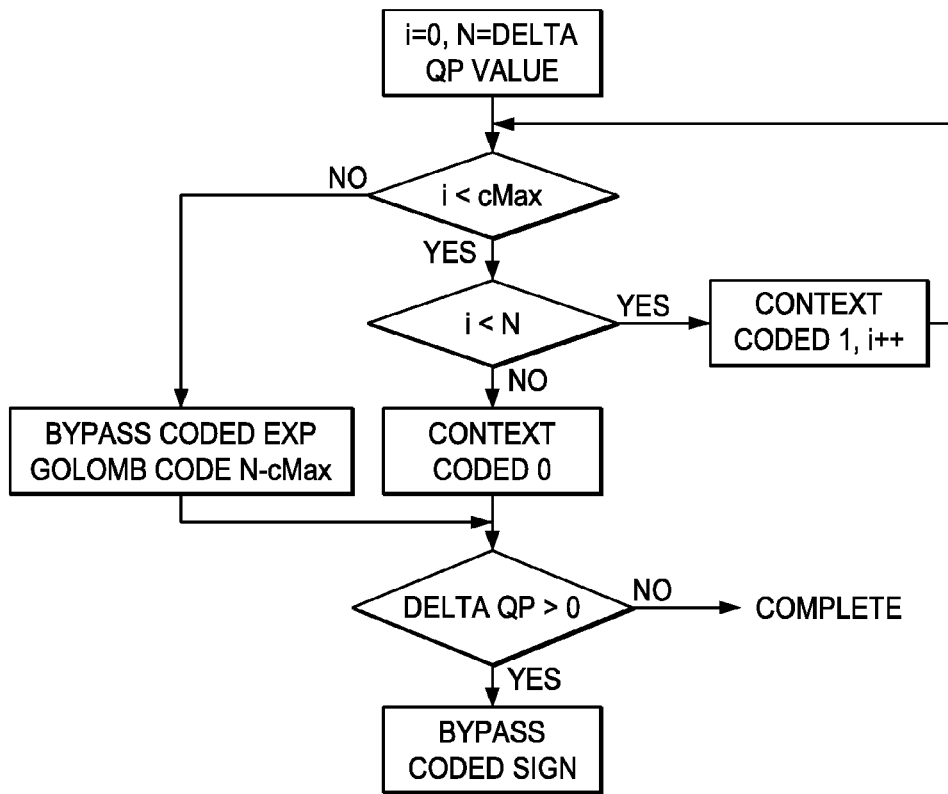 i=0, N=DELTA
QP VALUE
NO
i < cMax
YES
i < N
YES
CONTEXT
CODED 1, i++
NO
BYPASS CODED EXP
GOLOMB CODE N-cMax
CONTEXT
CODED 0
DELTA QP > 0
NO
COMPLETE
YES
BYPASS
CODED SIGN